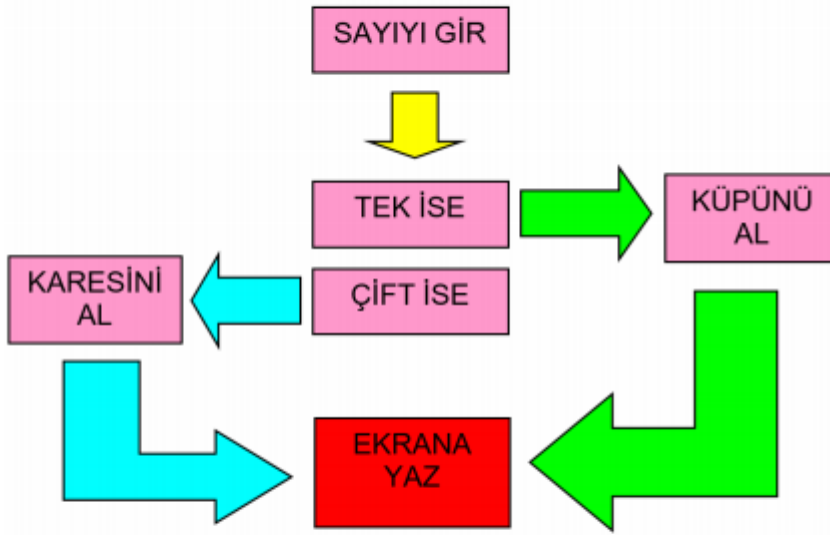 SAYIYI GİR
TEK İSE
KÜPÜNÜ
AL
ÇİFT İSE
KARESİNİ
AL
EKRANA
YAZ